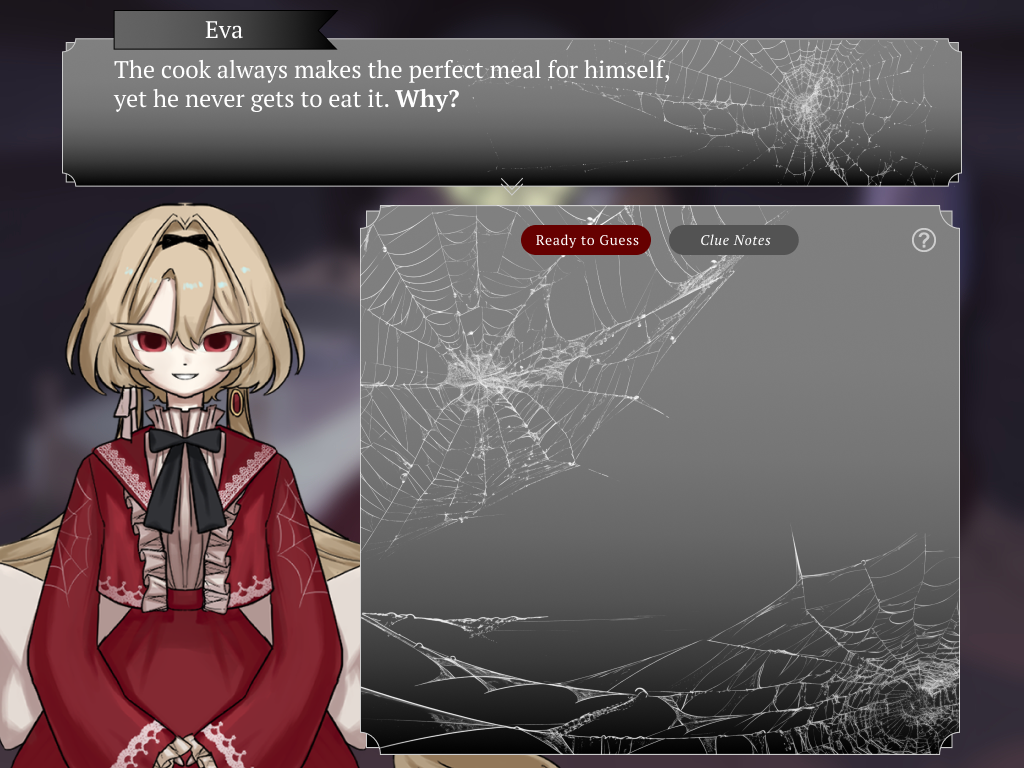 Eva
The cook always makes the perfect meal for himself,
yet he never gets to eat it. Why?
Ready to Guess
Clue Notes
?